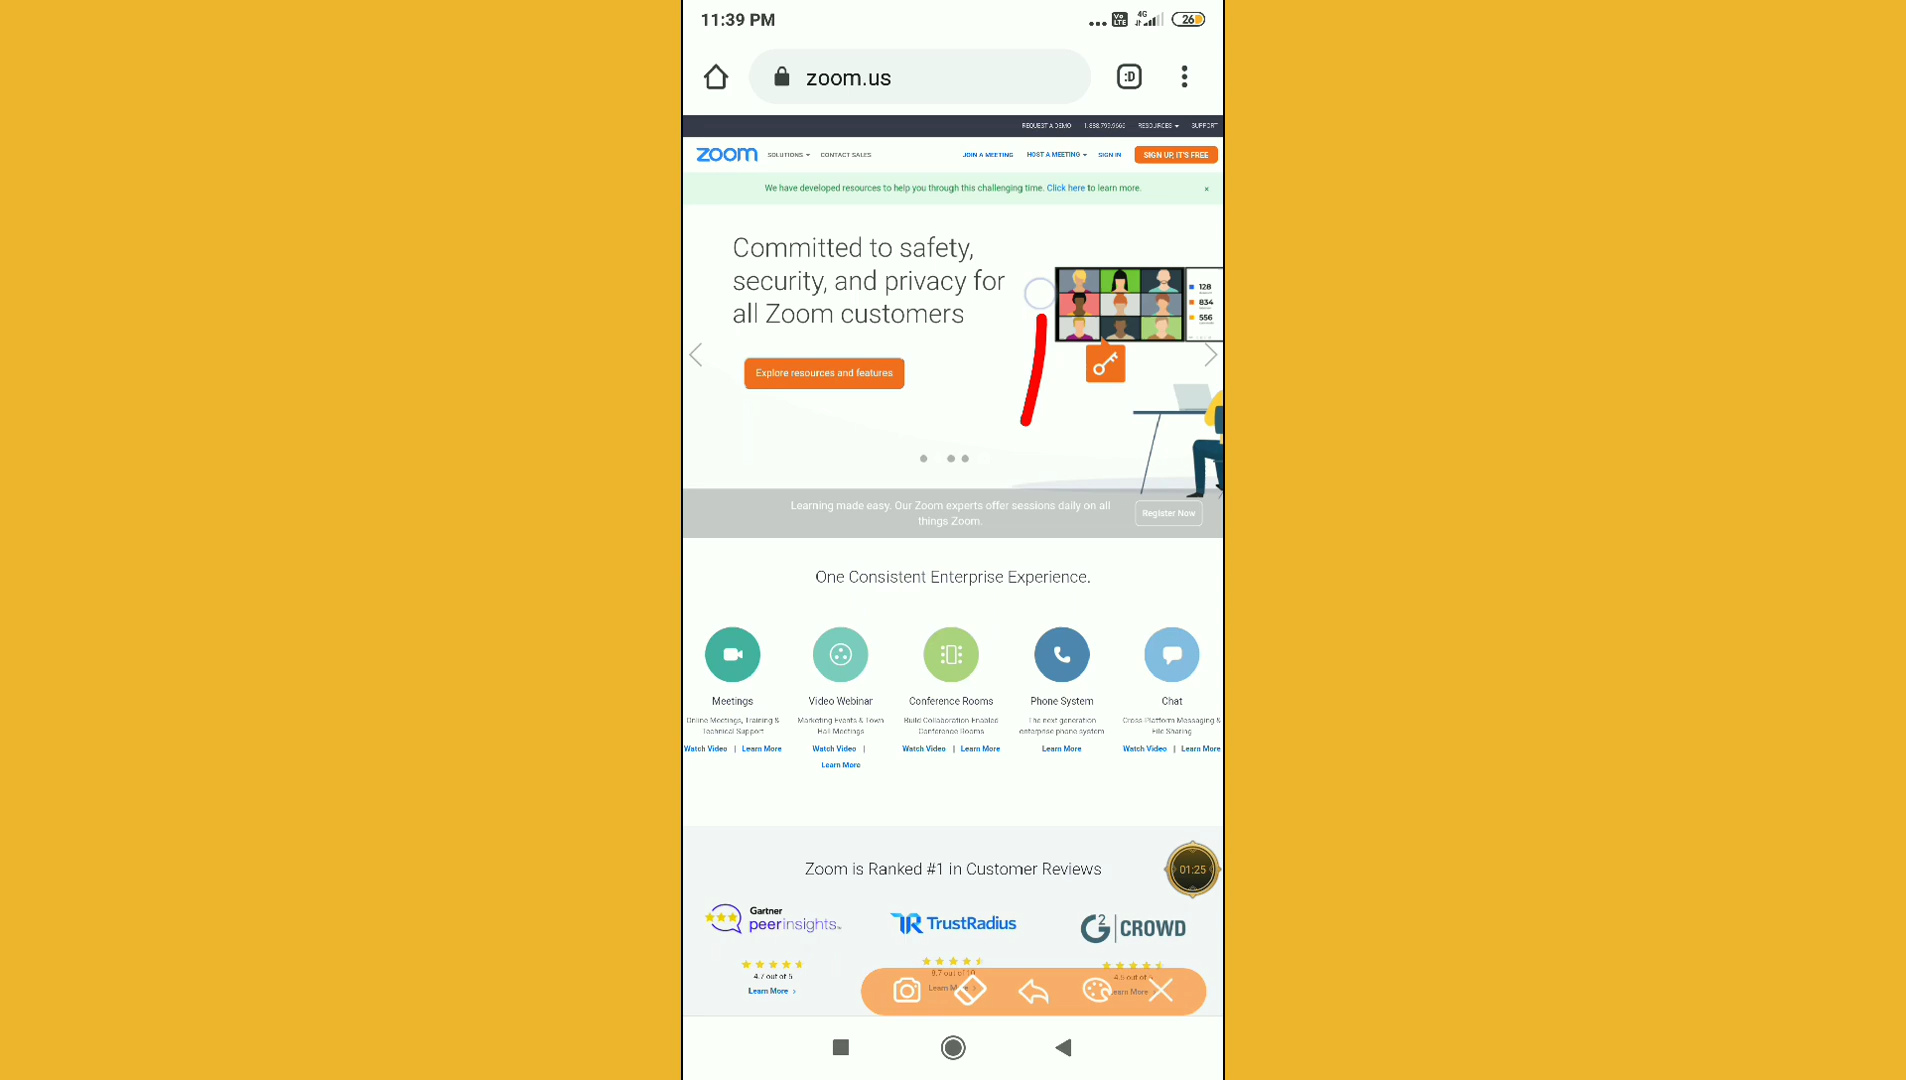 11:39 PM
Vo LTE
4G
26
zoom.us
:D
REQUEST A DEMO 1.888.799.9666 RESOURCES SUPPORT
zoom SOLUTIONS CONTACT SALES JOIN A MEETING HOST A MEETING SIGN IN SIGN UP, IT'S FREE
We have developed resources to help you through this challenging time. Click here to learn more. ×
Committed to safety,
security, and privacy for
all Zoom customers
128
834
556
Explore resources and features
Learning made easy. Our Zoom experts offer sessions daily on all
things Zoom.
Register Now
One Consistent Enterprise Experience.
Meetings
Online Meetings, Training &
Technical Support
Watch Video | Learn More
Video Webinar
Marketing Events & Town
Hall Meetings
Watch Video |
Learn More
Conference Rooms
Build Collaboration Enabled
Conference Rooms
Watch Video | Learn More
Phone System
The next generation
enterprise phone system
Learn More
Chat
Cross-Platform Messaging &
File Sharing
Watch Video | Learn More
Zoom is Ranked #1 in Customer Reviews
01:25
Gartner
peerinsights™
4.7 out of 5
Learn More >
TR TrustRadius
8.7 out of 10
Learn More >
G2 | CROWD
4.5 out of 5
Learn More